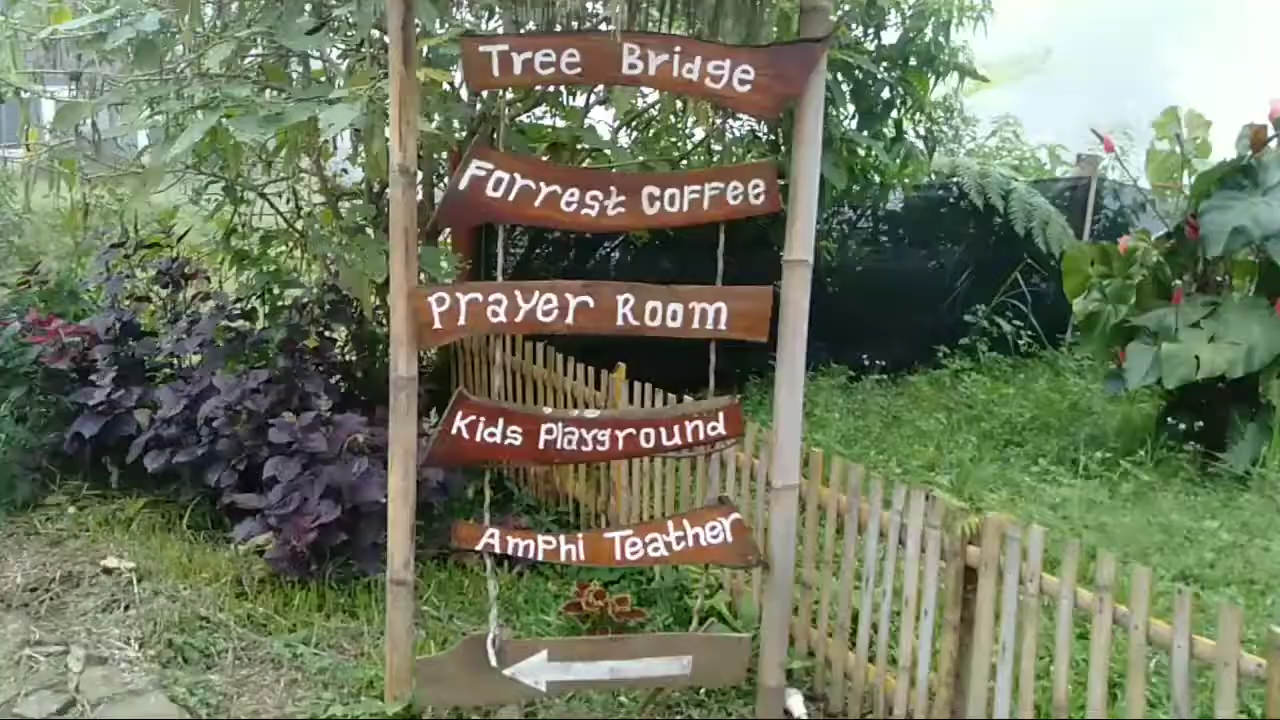 Tree Bridge
Forrest COFFEE
Prayer Room
Kids Playground
AmPhi Teather